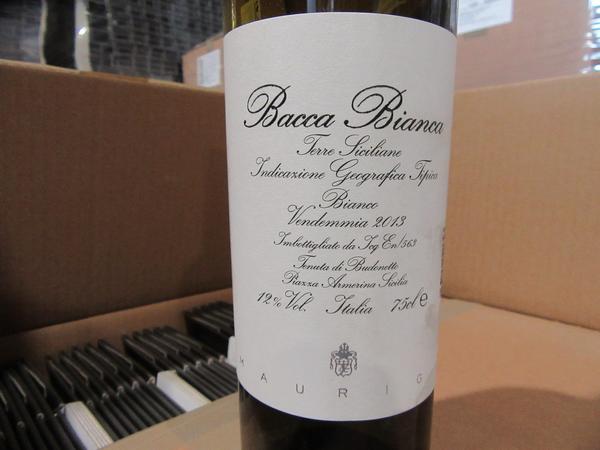 Bacca Bianca
Terre Siciliane
Indicazione Geografica Tipica
Bianco
Vendemmia 2013
Imbottigliato da Icq En/563
Tenuta di Budonetto
Piazza Armerina Sicilia
12% Vol. Italia 75cl e
MAURIG